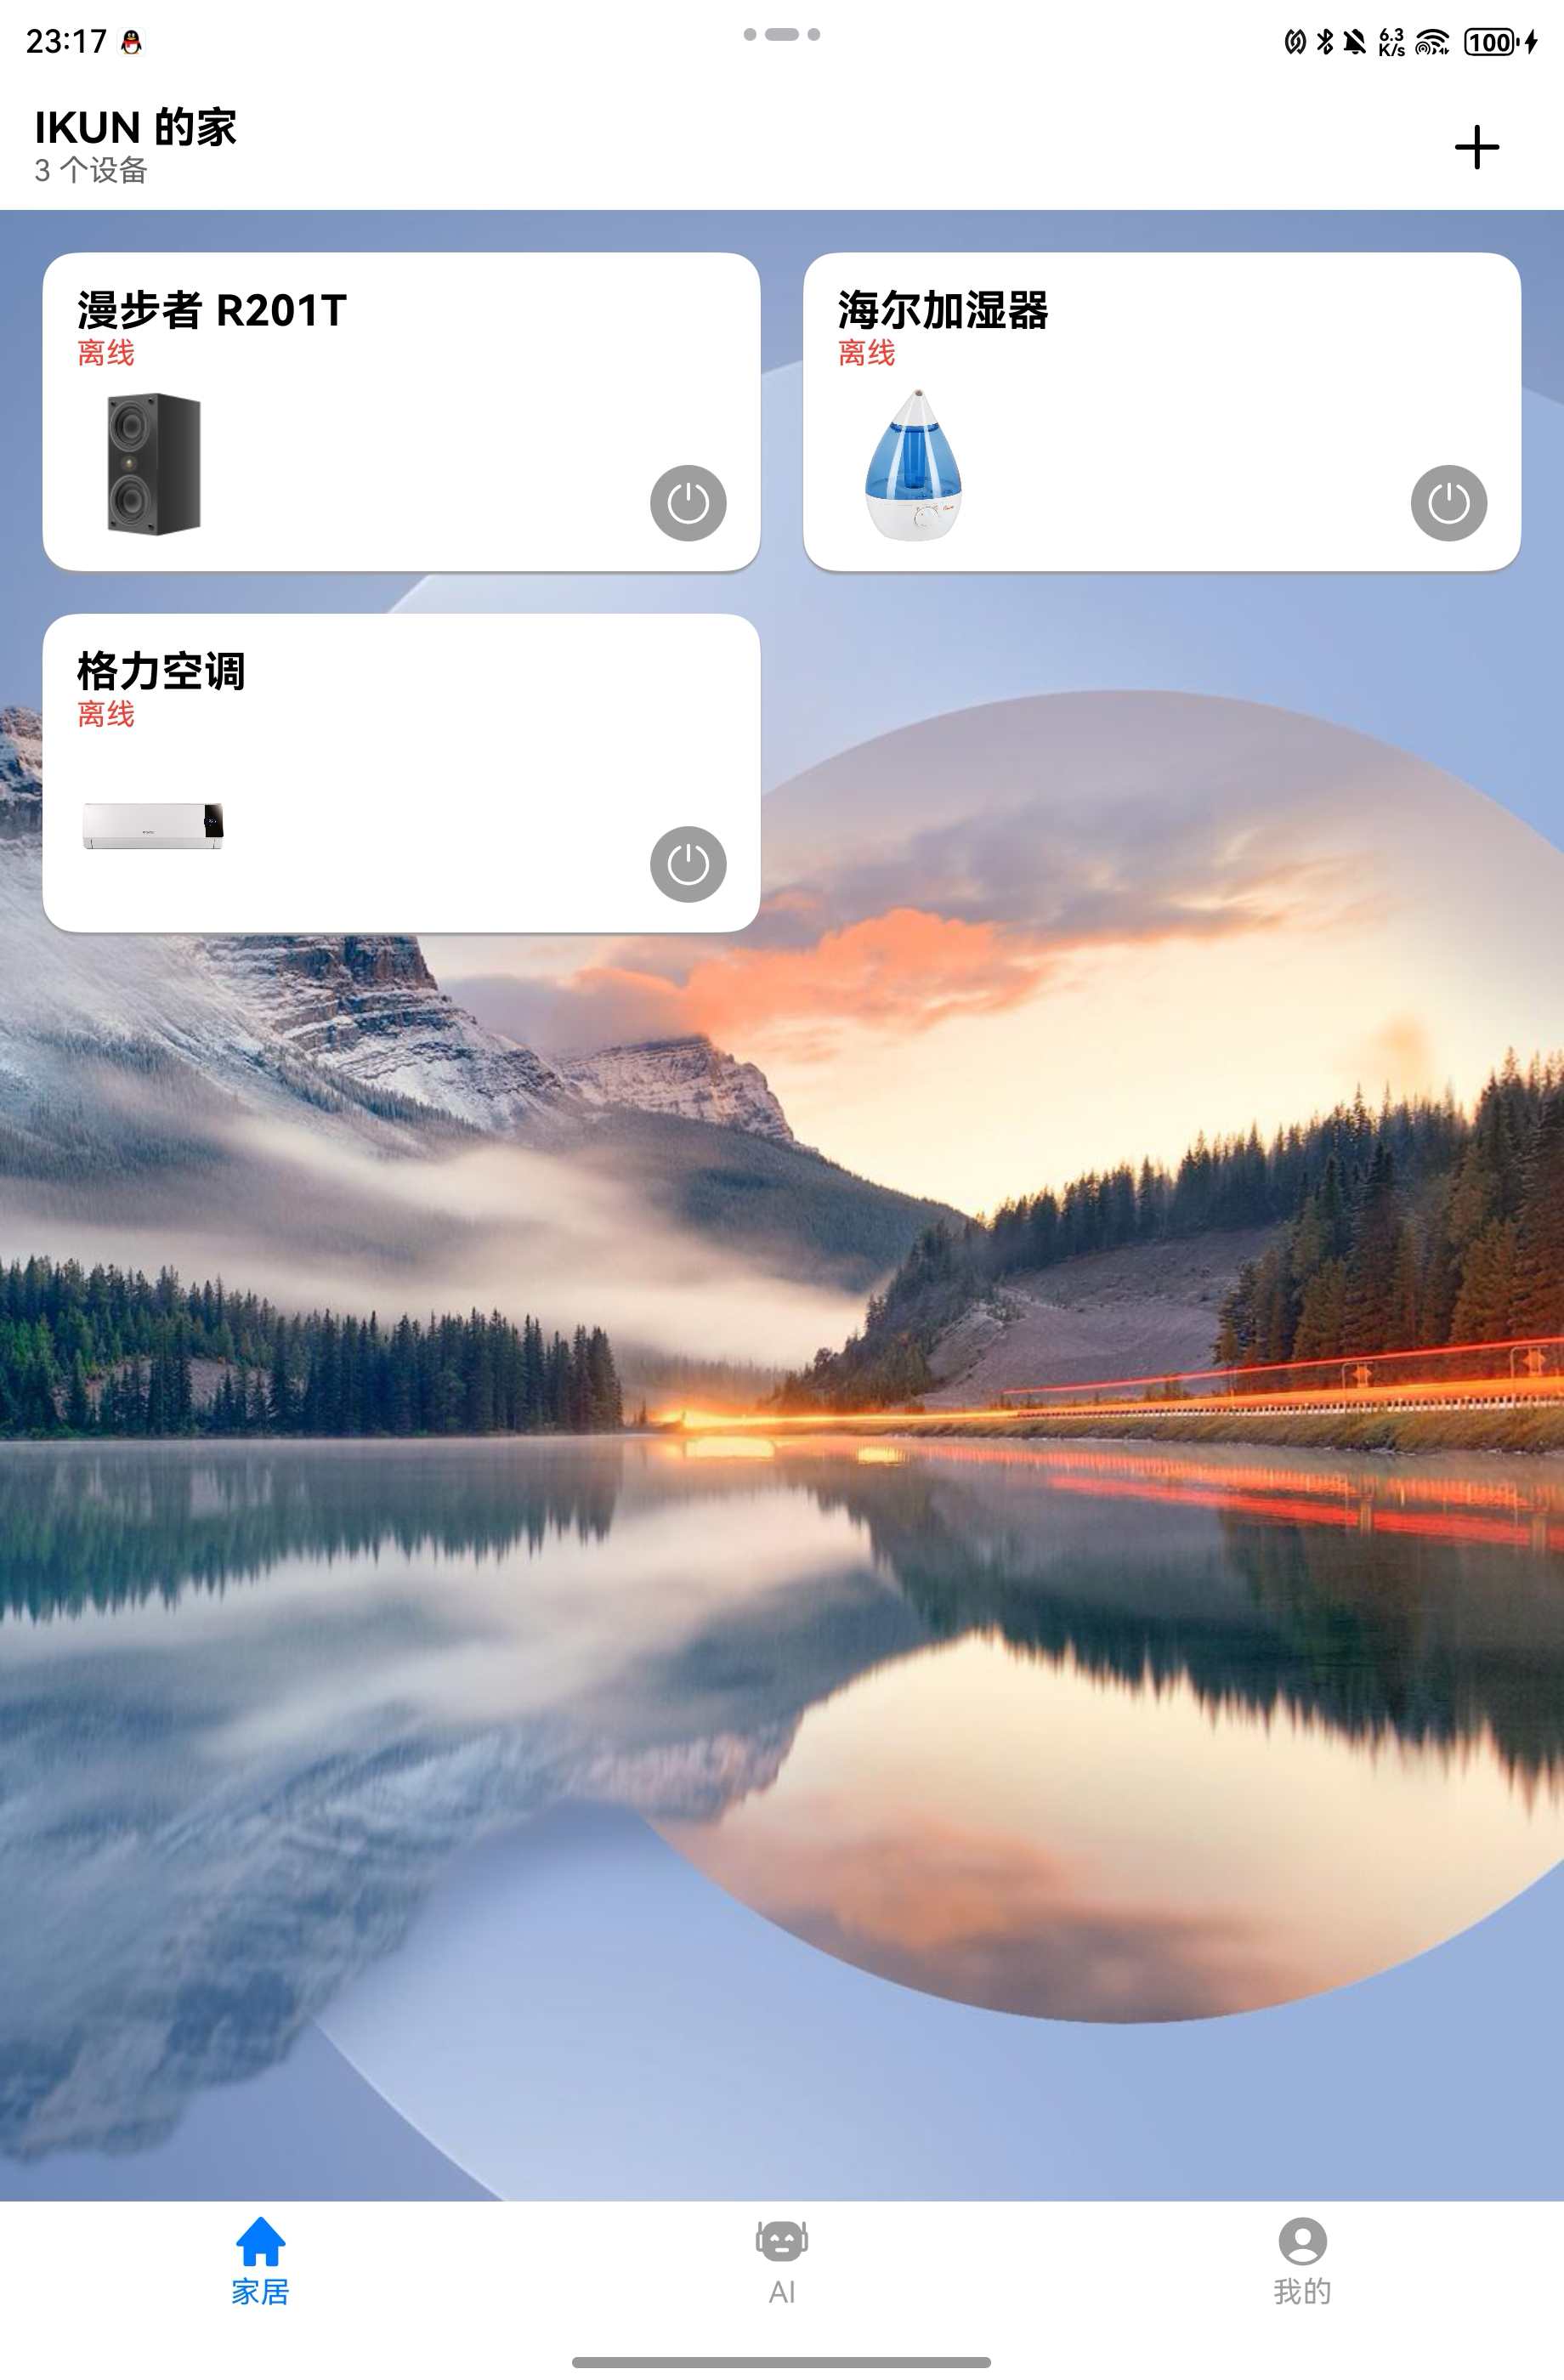 23:17
6.3
K/s
100
IKUN 的家
3 个设备
漫步者 R201T
离线
海尔加湿器
离线
格力空调
离线
家居
AI
我的